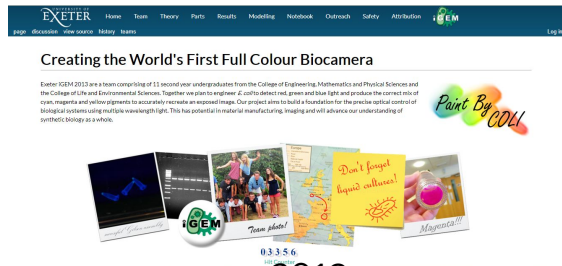 UNIVERSITY OF
EXETER Home Team Theory Parts Results Modelling Notebook Outreach Safety Attribution iGEM
page discussion view source history teams Log in
Creating the World's First Full Colour Biocamera
Exeter iGEM 2013 are a team comprising of 11 second year undergraduates from the College of Engineering, Mathematics and Physical Sciences and
the College of Life and Environmental Sciences. Together we plan to engineer E. coli to detect red, green and blue light and produce the correct mix of
cyan, magenta and yellow pigments to accurately recreate an exposed image. Our project aims to build a foundation for the precise optical control of
biological systems using multiple wavelength light. This has potential in material manufacturing, imaging and will advance our understanding of
synthetic biology as a whole.
Paint By
COLI
iGEM
Team photo!
Don't forget
liquid cultures!
Magenta!!!
03356
Hit Counter